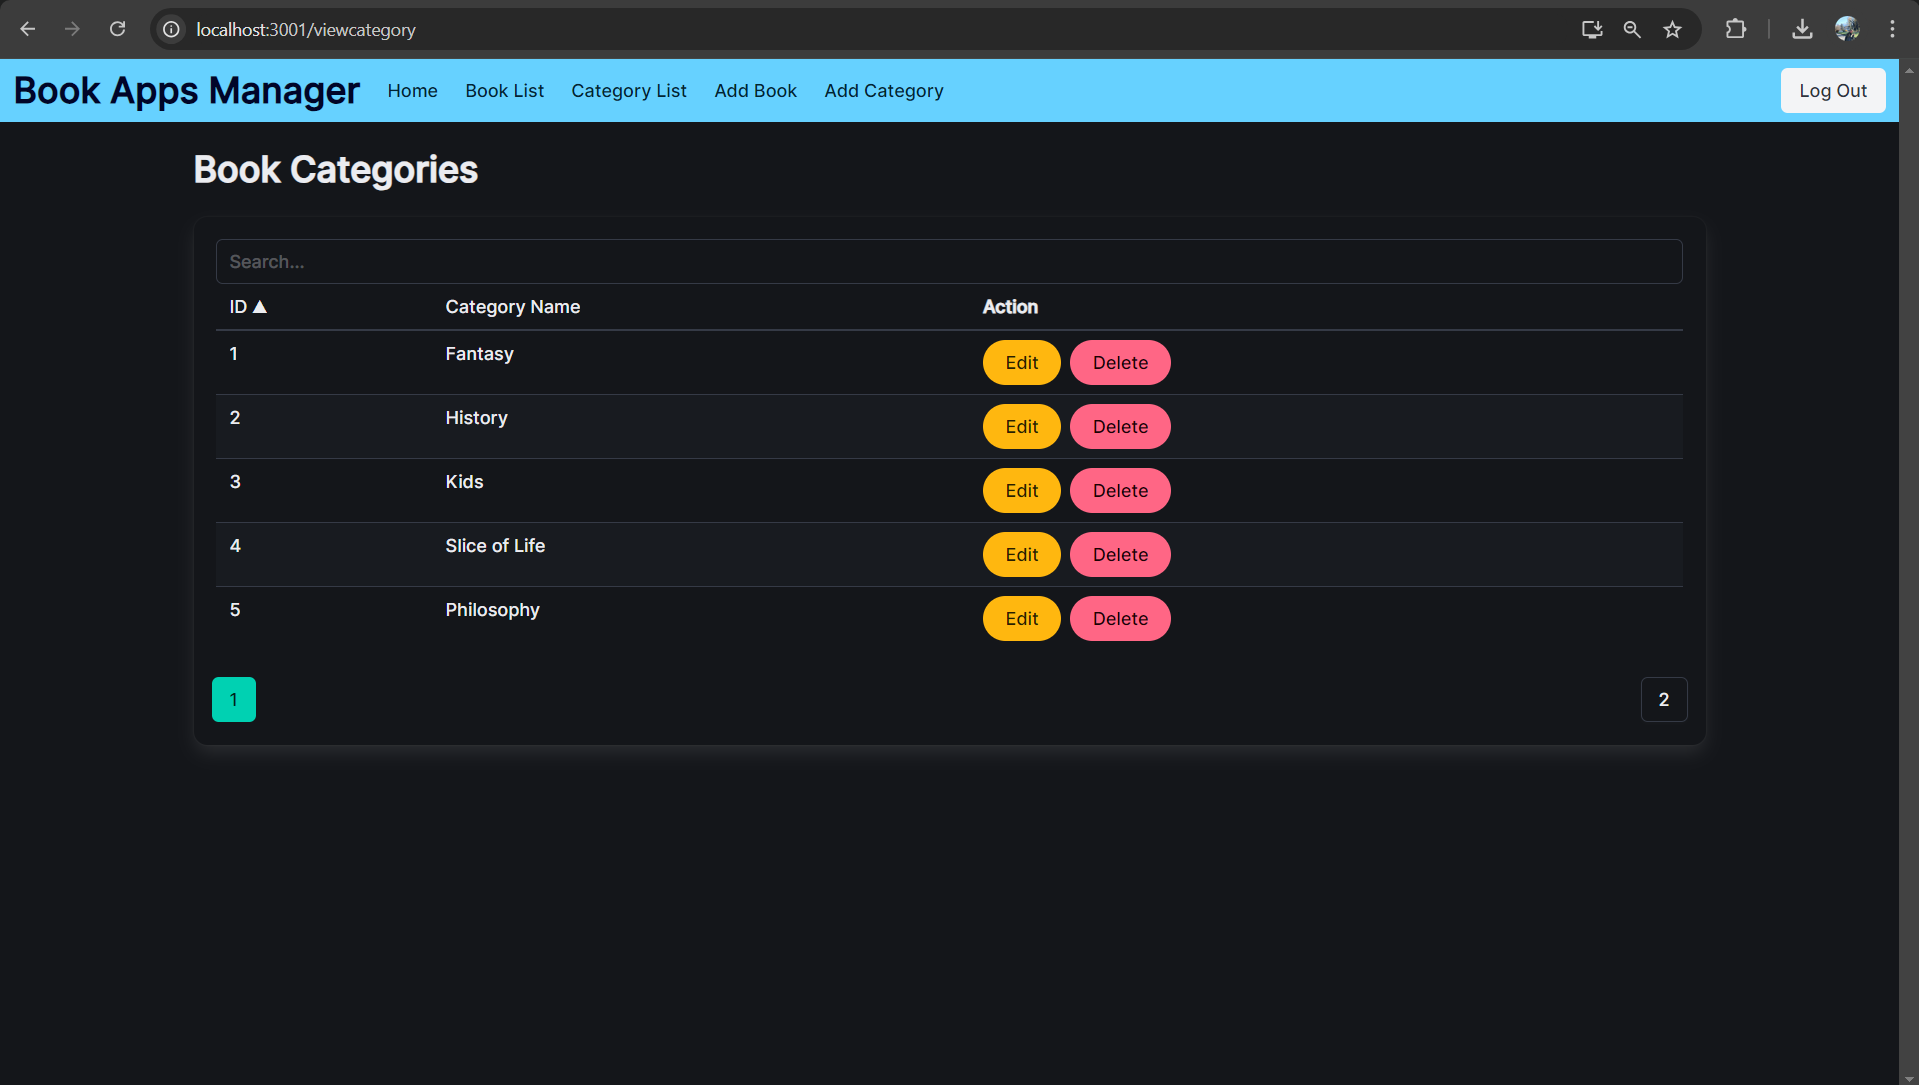 localhost:3001/viewcategory
Book Apps Manager Home Book List Category List Add Book Add Category Log Out
Book Categories
Search...
ID ▲ Category Name Action
1 Fantasy Edit Delete
2 History Edit Delete
3 Kids Edit Delete
4 Slice of Life Edit Delete
5 Philosophy Edit Delete
1 2